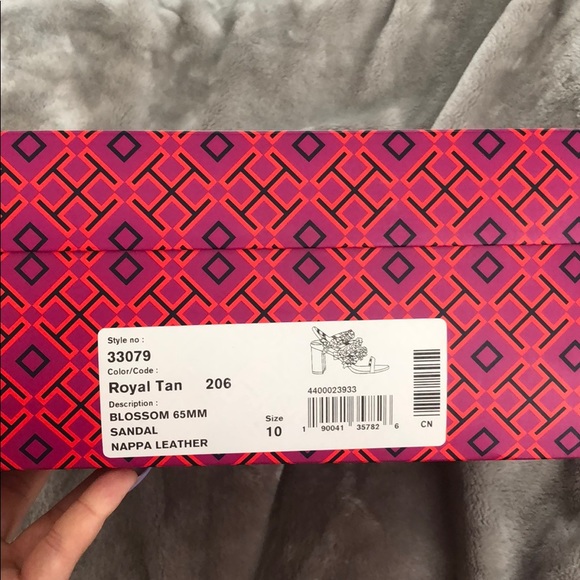 Style no :
33079
Color/Code :
Royal Tan 206
Description :
BLOSSOM 65MM
SANDAL
NAPPA LEATHER
Size
10
4400023933
1 90041 35782 6
CN